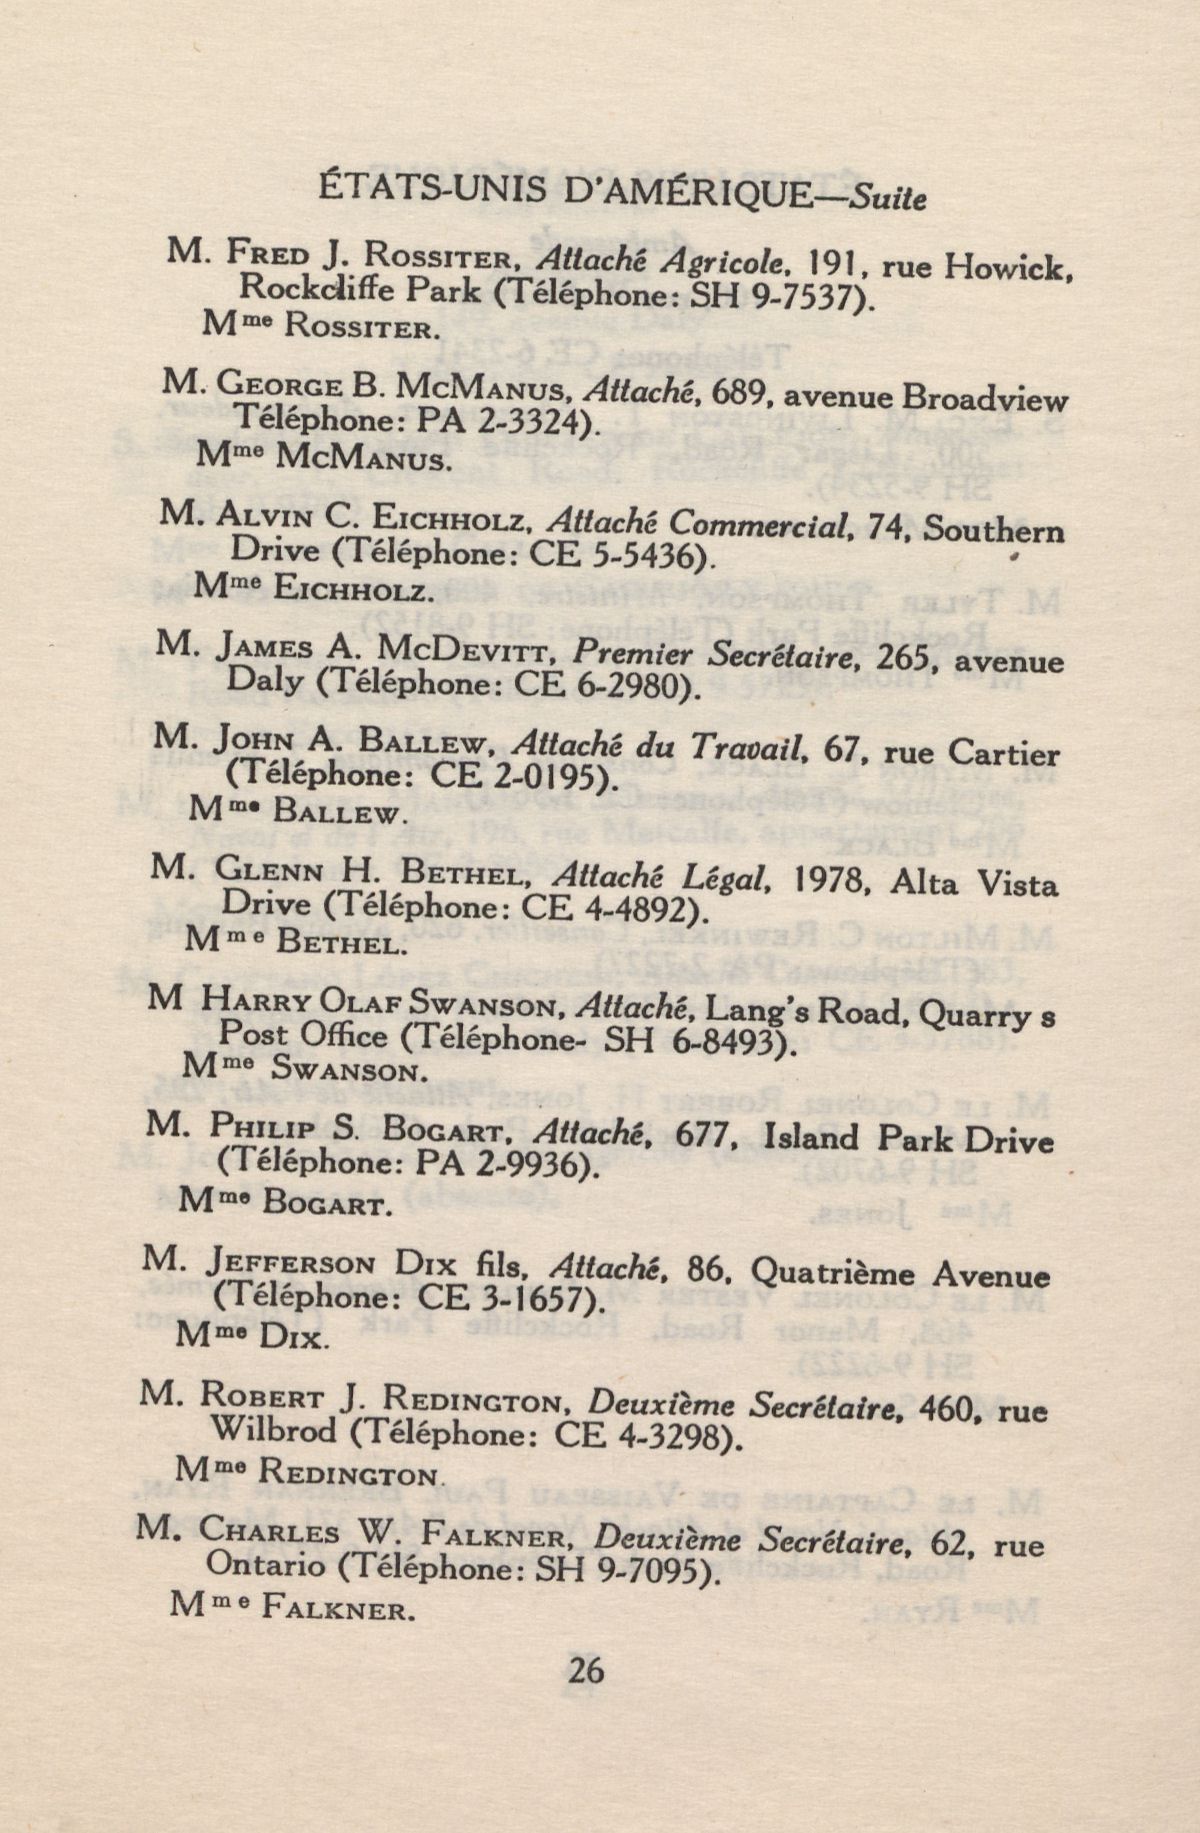 ÉTATS-UNIS D'AMÉRIQUE—Suite
M. FRED J. ROSSITER, Attaché Agricole, 191, rue Howick,
Rockcliffe Park (Téléphone: SH 9-7537).
Mme ROSSITER.
M. GEORGE B. MCMANUS, Attaché, 689, avenue Broadview
Téléphone: PA 2-3324).
Mme MCMANUS.
M. ALVIN C. EICHHOLZ, Attaché Commercial, 74, Southern
Drive (Téléphone: CE 5-5436).
Mme EICHHOLZ.
M. JAMES A. MCDEVITT, Premier Secrétaire, 265, avenue
Daly (Téléphone: CE 6-2980).
M. JOHN A. BALLEW, Attaché du Travail, 67, rue Cartier
(Téléphone: CE 2-0195).
Mme BALLEW.
M. GLENN H. BETHEL, Attaché Légal, 1978, Alta Vista
Drive (Téléphone: CE 4-4892).
Mme BETHEL.
M HARRY OLAF SWANSON, Attaché, Lang's Road, Quarry s
Post Office (Téléphone- SH 6-8493).
Mme SWANSON.
M. PHILIP S. BOGART, Attaché, 677, Island Park Drive
(Téléphone: PA 2-9936).
Mme BOGART.
M. JEFFERSON DIX fils, Attaché, 86, Quatrième Avenue
(Téléphone: CE 3-1657).
Mme DIX.
M. ROBERT J. REDINGTON, Deuxième Secrétaire, 460, rue
Wilbrod (Téléphone: CE 4-3298).
Mme REDINGTON.
M. CHARLES W. FALKNER, Deuxième Secrétaire, 62, rue
Ontario (Téléphone: SH 9-7095).
Mme FALKNER.
26